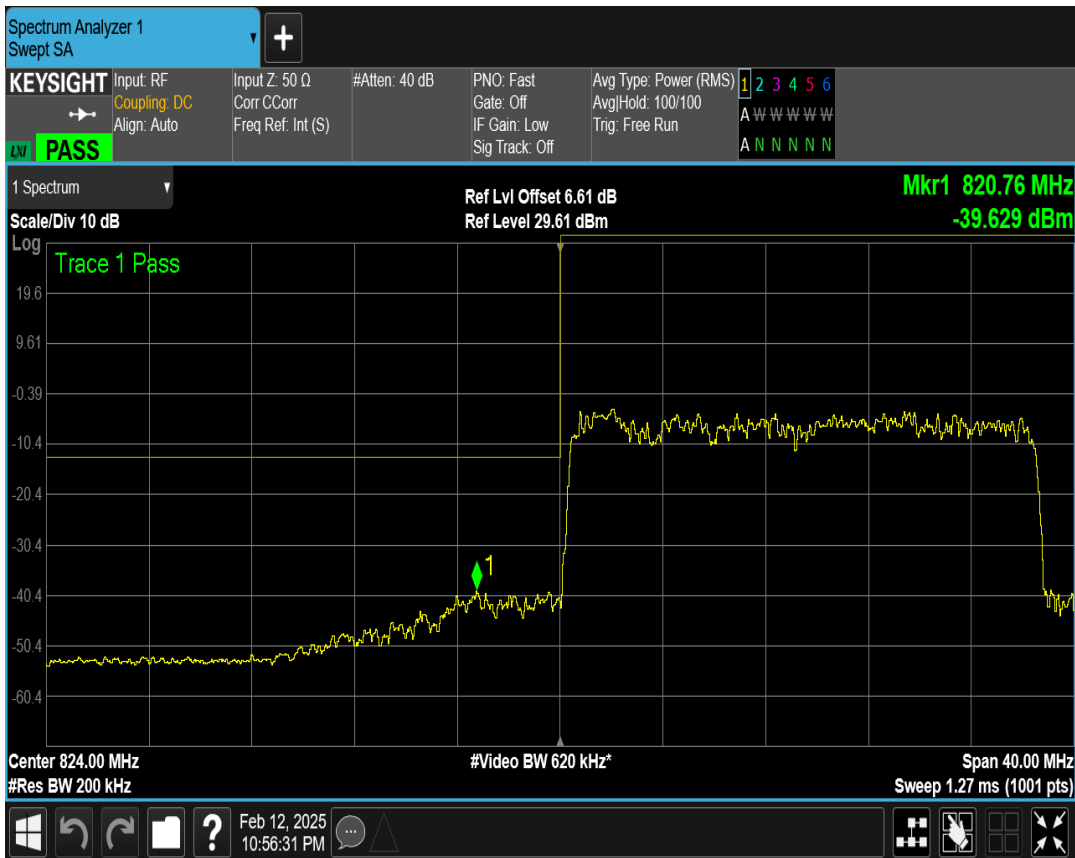 Spectrum Analyzer 1
Swept SA
KEYSIGHT
LXI PASS
Input: RF
Coupling: DC
Align: Auto
Input Z: 50 Ω
Corr CCorr
Freq Ref: Int (S)
#Atten: 40 dB
PNO: Fast
Gate: Off
IF Gain: Low
Sig Track: Off
Avg Type: Power (RMS)
Avg|Hold: 100/100
Trig: Free Run
1 2 3 4 5 6
A W W W W W
A N N N N N
1 Spectrum
Scale/Div 10 dB
Ref Lvl Offset 6.61 dB
Ref Level 29.61 dBm
Mkr1 820.76 MHz
-39.629 dBm
Log
Trace 1 Pass
19.6
9.61
-0.39
-10.4
-20.4
-30.4
1
-40.4
-50.4
-60.4
Center 824.00 MHz
#Video BW 620 kHz*
Span 40.00 MHz
#Res BW 200 kHz
Sweep 1.27 ms (1001 pts)
?
Feb 12, 2025
10:56:31 PM